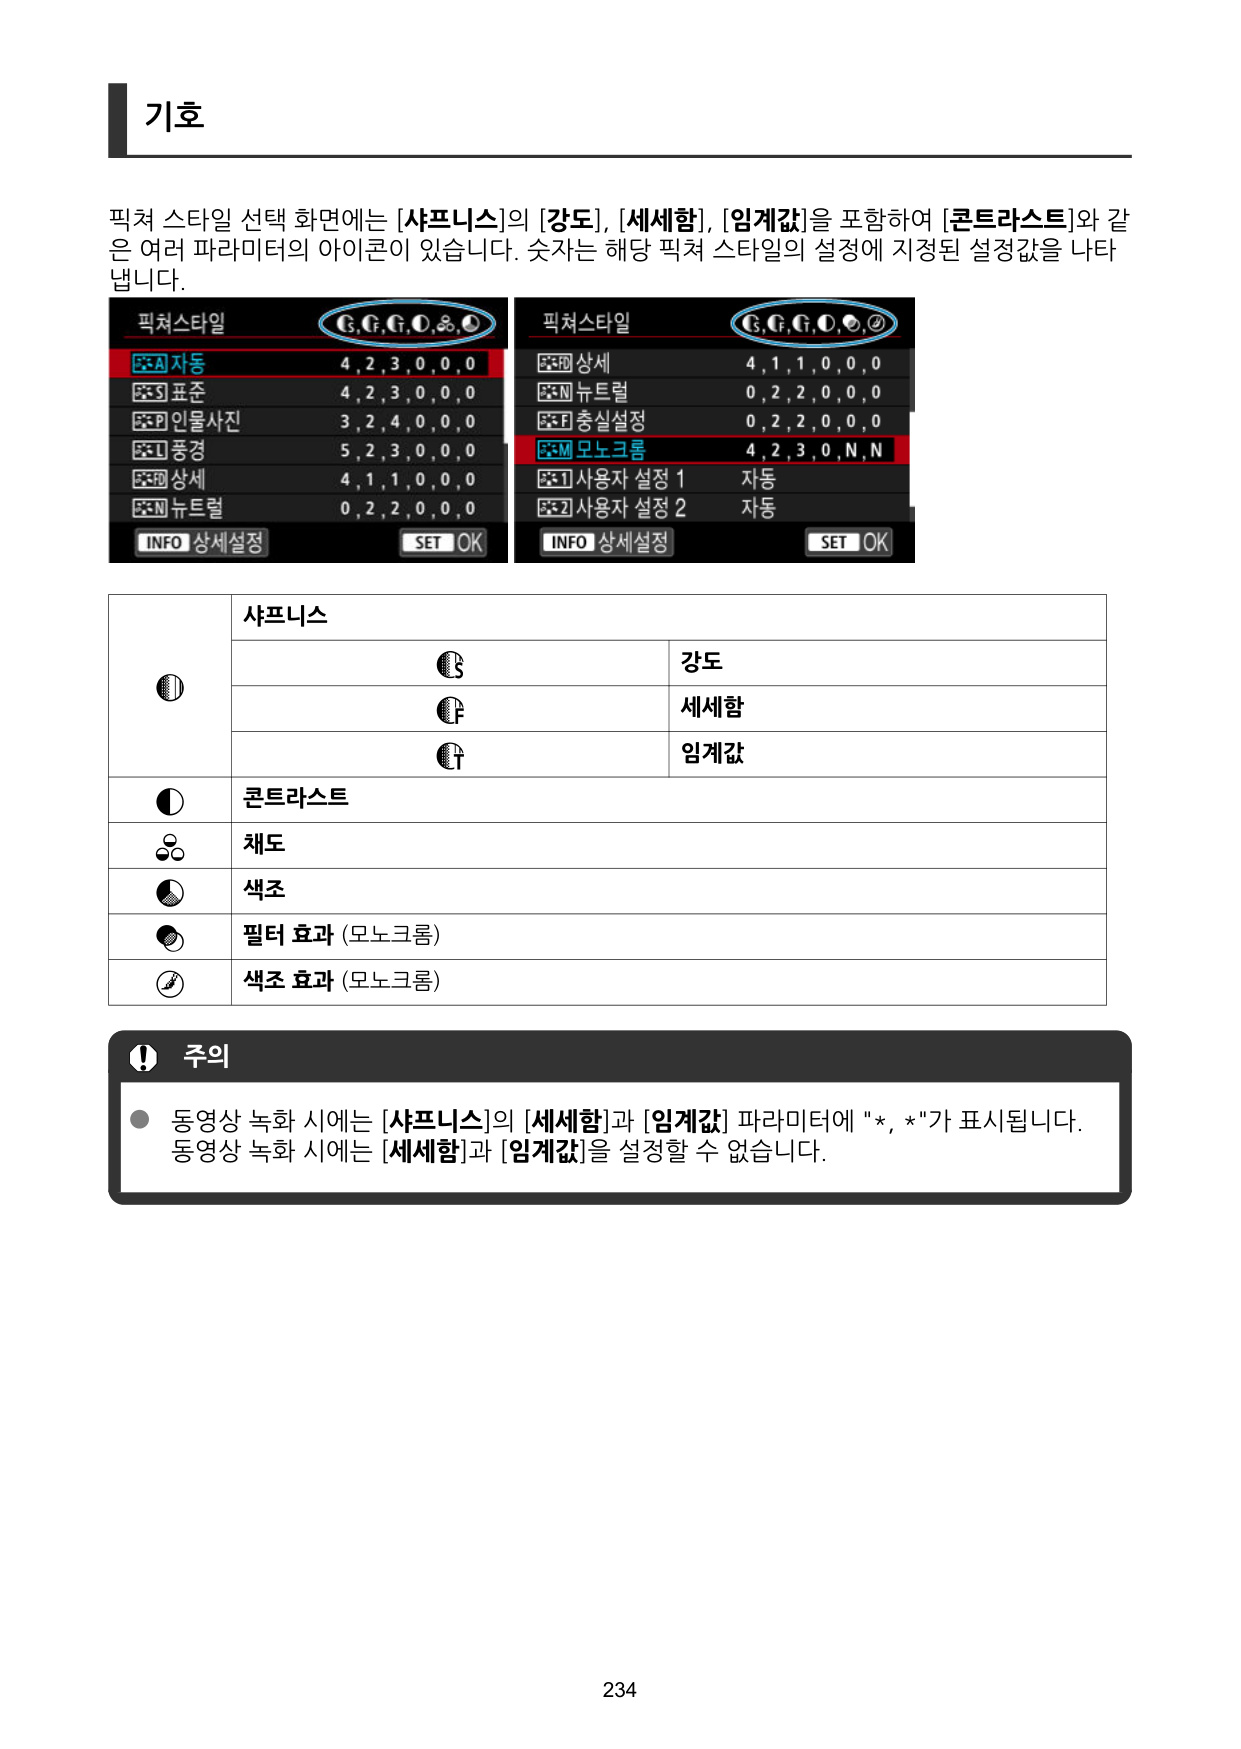 기호
픽쳐 스타일 선택 화면에는 [샤프니스]의 [강도], [세세함], [임계값]을 포함하여 [콘트라스트]와 같
은 여러 파라미터의 아이콘이 있습니다. 숫자는 해당 픽쳐 스타일의 설정에 지정된 설정값을 나타
냅니다.
픽쳐스타일 S, F, T, , ,
자동 4 , 2 , 3 , 0 , 0 , 0
표준 4 , 2 , 3 , 0 , 0 , 0
인물사진 3 , 2 , 4 , 0 , 0 , 0
풍경 5 , 2 , 3 , 0 , 0 , 0
상세 4 , 1 , 1 , 0 , 0 , 0
뉴트럴 0 , 2 , 2 , 0 , 0 , 0
INFO 상세설정 SET OK
픽쳐스타일 S, F, T, , ,
상세 4 , 1 , 1 , 0 , 0 , 0
뉴트럴 0 , 2 , 2 , 0 , 0 , 0
충실설정 0 , 2 , 2 , 0 , 0 , 0
모노크롬 4 , 2 , 3 , 0 , N , N
사용자 설정 1 자동
사용자 설정 2 자동
INFO 상세설정 SET OK
샤프니스
S 강도
F 세세함
T 임계값
콘트라스트
채도
색조
필터 효과 (모노크롬)
색조 효과 (모노크롬)
주의
동영상 녹화 시에는 [샤프니스]의 [세세함]과 [임계값] 파라미터에 "*, *"가 표시됩니다.
동영상 녹화 시에는 [세세함]과 [임계값]을 설정할 수 없습니다.
234